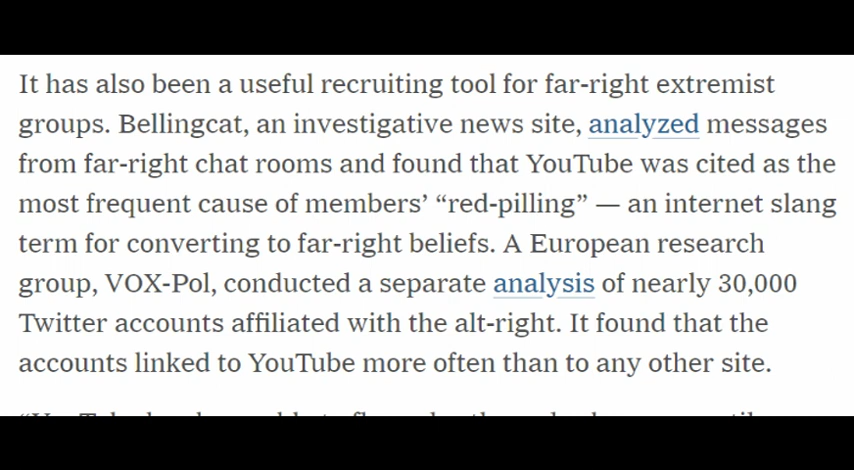 It has also been a useful recruiting tool for far-right extremist
groups. Bellingcat, an investigative news site, analyzed messages
from far-right chat rooms and found that YouTube was cited as the
most frequent cause of members’ “red-pilling” — an internet slang
term for converting to far-right beliefs. A European research
group, VOX-Pol, conducted a separate analysis of nearly 30,000
Twitter accounts affiliated with the alt-right. It found that the
accounts linked to YouTube more often than to any other site.